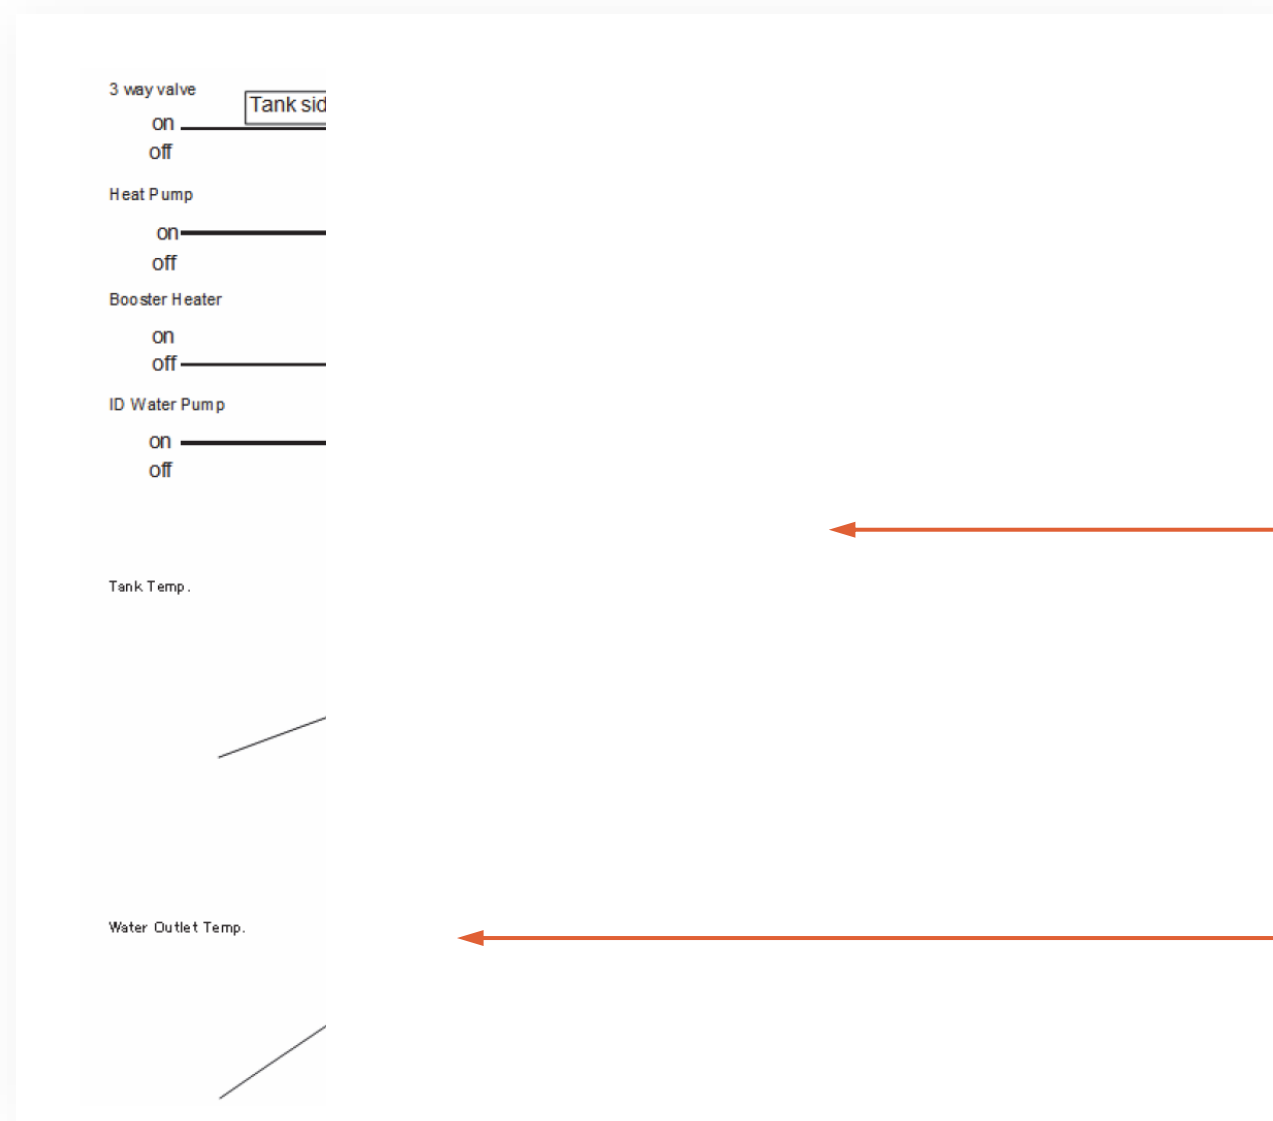 3 way valve
Tank sid
on
off
Heat Pump
on
off
Booster Heater
on
off
ID Water Pump
on
off
Tank Temp.
Water Outlet Temp.